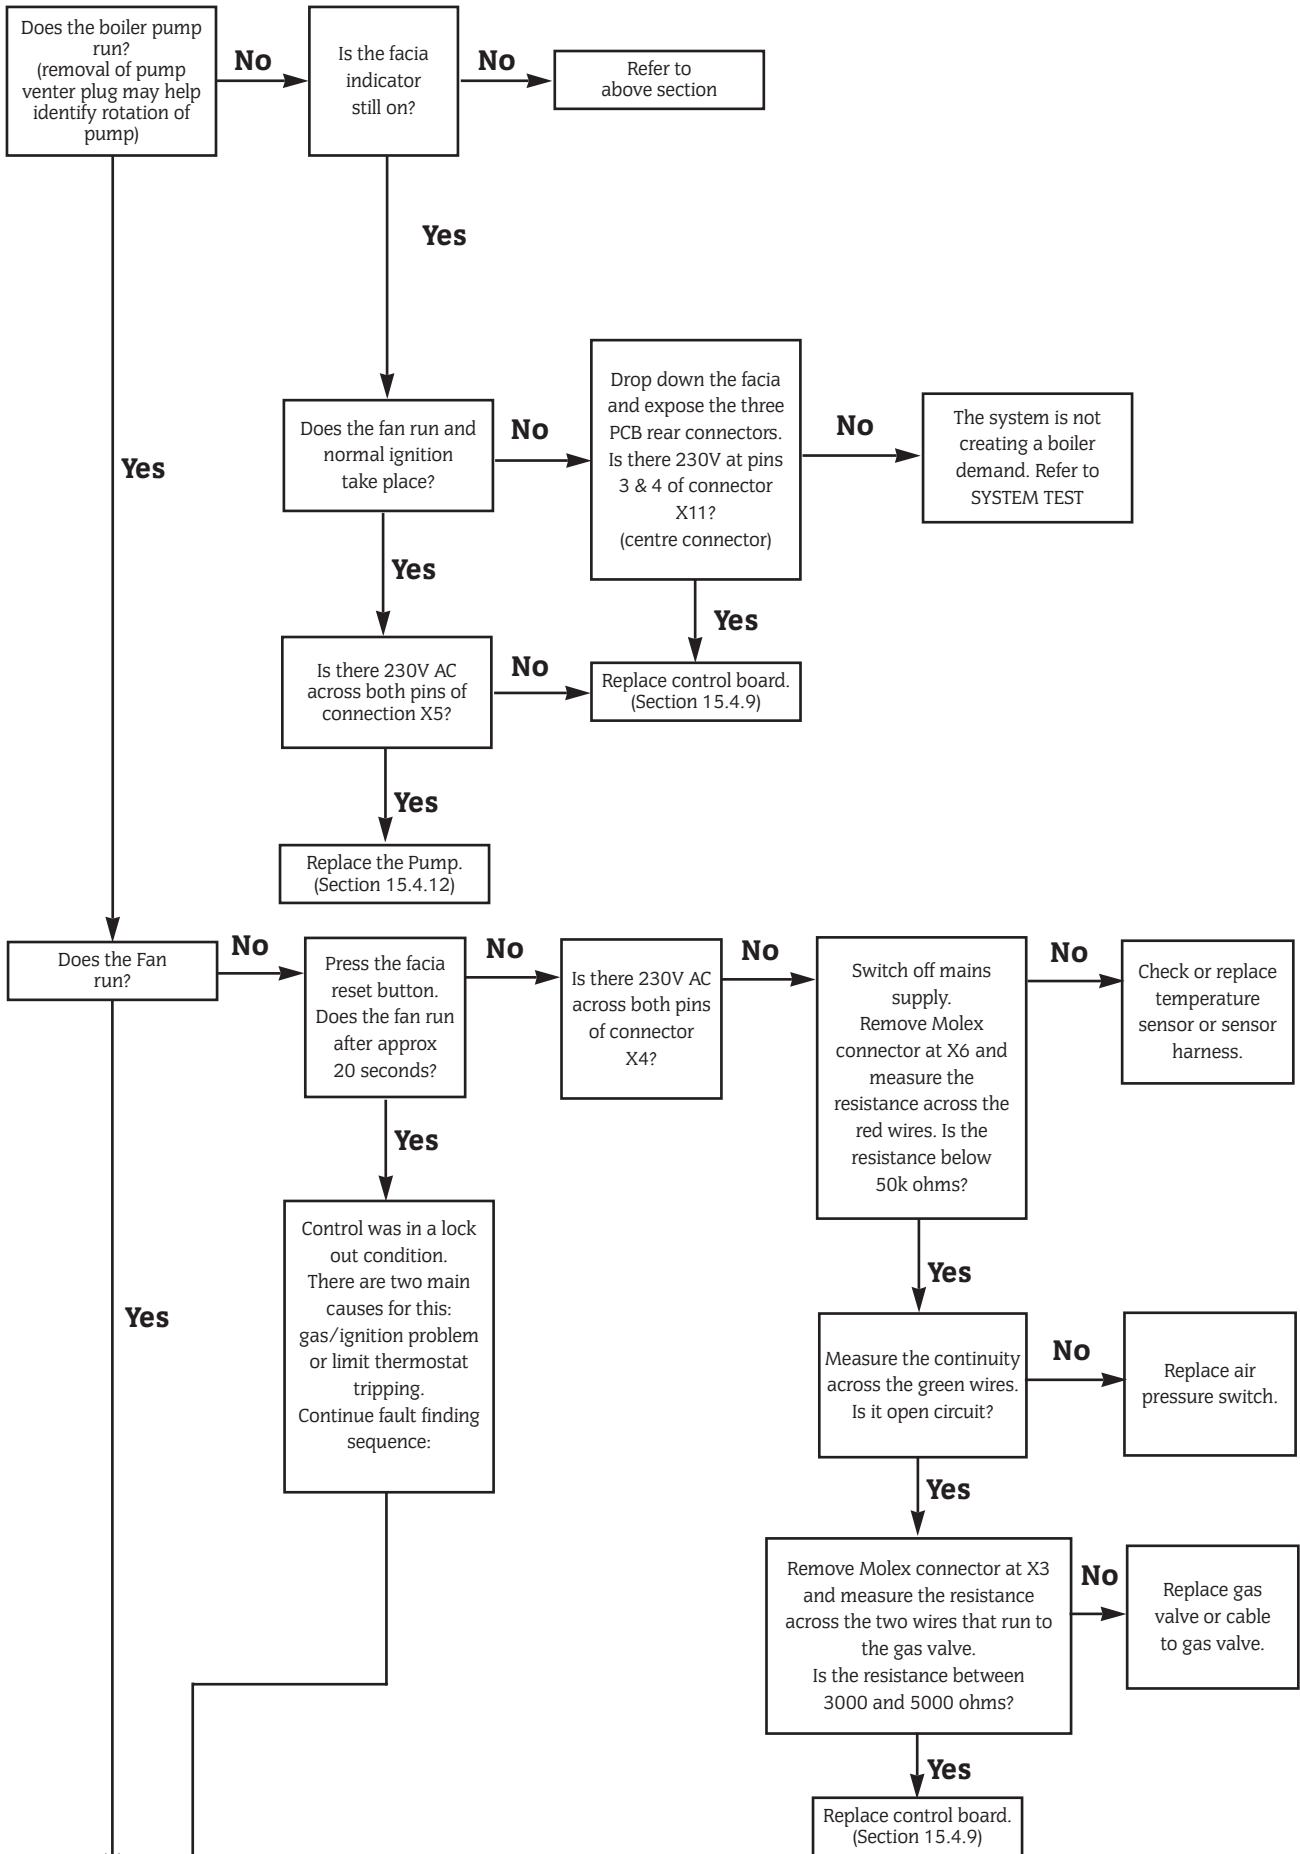 Does the boiler pump
run?
(removal of pump
venter plug may help
identify rotation of
pump)
No
Is the facia
indicator
still on?
No
Refer to
above section
Yes
Yes
Does the fan run and
normal ignition
take place?
No
Drop down the facia
and expose the three
PCB rear connectors.
Is there 230V at pins
3 & 4 of connector
X11?
(centre connector)
No
The system is not
creating a boiler
demand. Refer to
SYSTEM TEST
Yes
Yes
Is there 230V AC
across both pins of
connection X5?
No
Replace control board.
(Section 15.4.9)
Yes
Replace the Pump.
(Section 15.4.12)
Does the Fan
run?
No
Press the facia
reset button.
Does the fan run
after approx
20 seconds?
No
Is there 230V AC
across both pins
of connector
X4?
No
Switch off mains
supply.
Remove Molex
connector at X6 and
measure the
resistance across the
red wires. Is the
resistance below
50k ohms?
No
Check or replace
temperature
sensor or sensor
harness.
Yes
Yes
Control was in a lock
out condition.
There are two main
causes for this:
gas/ignition problem
or limit thermostat
tripping.
Continue fault finding
sequence:
Yes
Measure the continuity
across the green wires.
Is it open circuit?
No
Replace air
pressure switch.
Yes
Remove Molex connector at X3
and measure the resistance
across the two wires that run to
the gas valve.
Is the resistance between
3000 and 5000 ohms?
No
Replace gas
valve or cable
to gas valve.
Yes
Replace control board.
(Section 15.4.9)